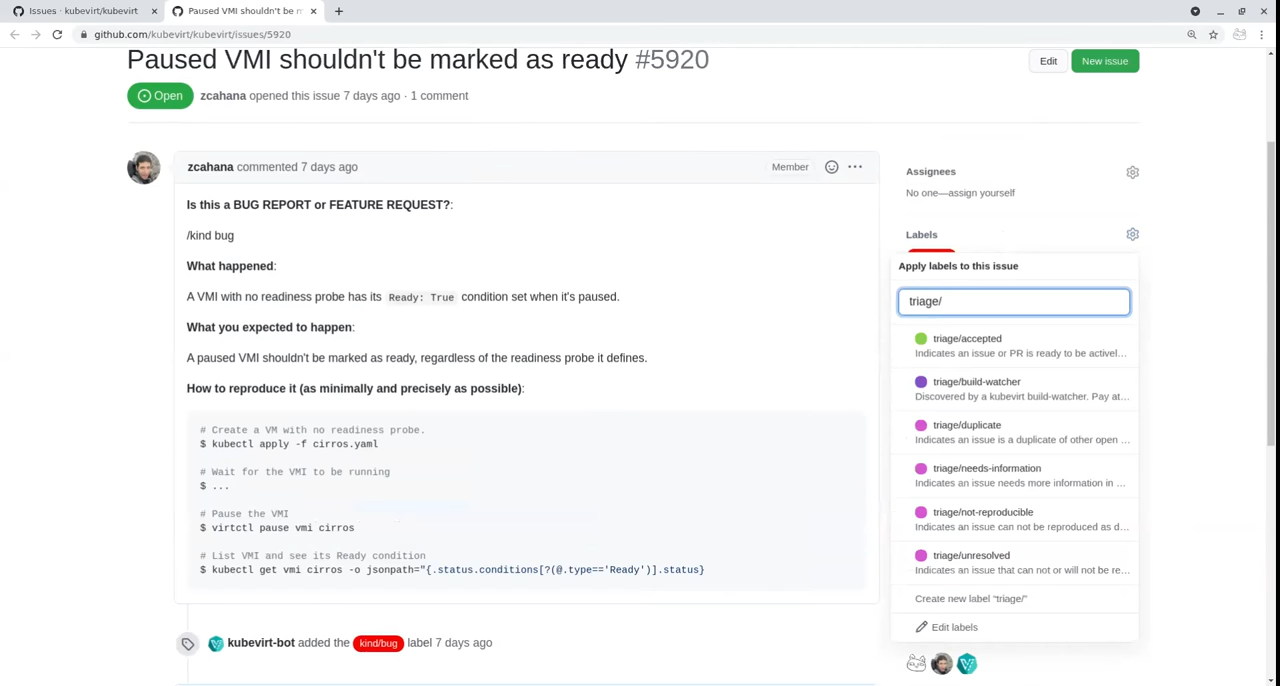 Issues · kubevirt/kubevirt
Paused VMI shouldn't be m
github.com/kubevirt/kubevirt/issues/5920
Paused VMI shouldn't be marked as ready #5920
Edit
New issue
Open
zcahana opened this issue 7 days ago · 1 comment
zcahana commented 7 days ago
Member
Is this a BUG REPORT or FEATURE REQUEST?:
/kind bug
What happened:
A VMI with no readiness probe has its Ready: True condition set when it's paused.
What you expected to happen:
A paused VMI shouldn't be marked as ready, regardless of the readiness probe it defines.
How to reproduce it (as minimally and precisely as possible):
# Create a VM with no readiness probe.
$ kubectl apply -f cirros.yaml
# Wait for the VMI to be running
$ ...
# Pause the VMI
$ virtctl pause vmi cirros
# List VMI and see its Ready condition
$ kubectl get vmi cirros -o jsonpath="{.status.conditions[?(@.type=='Ready')].status}
kubevirt-bot added the kind/bug label 7 days ago
Assignees
No one—assign yourself
Labels
Apply labels to this issue
triage/
triage/accepted
Indicates an issue or PR is ready to be activel...
triage/build-watcher
Discovered by a kubevirt build-watcher. Pay at...
triage/duplicate
Indicates an issue is a duplicate of other open ...
triage/needs-information
Indicates an issue needs more information in ...
triage/not-reproducible
Indicates an issue can not be reproduced as d...
triage/unresolved
Indicates an issue that can not or will not be re...
Create new label "triage/"
Edit labels